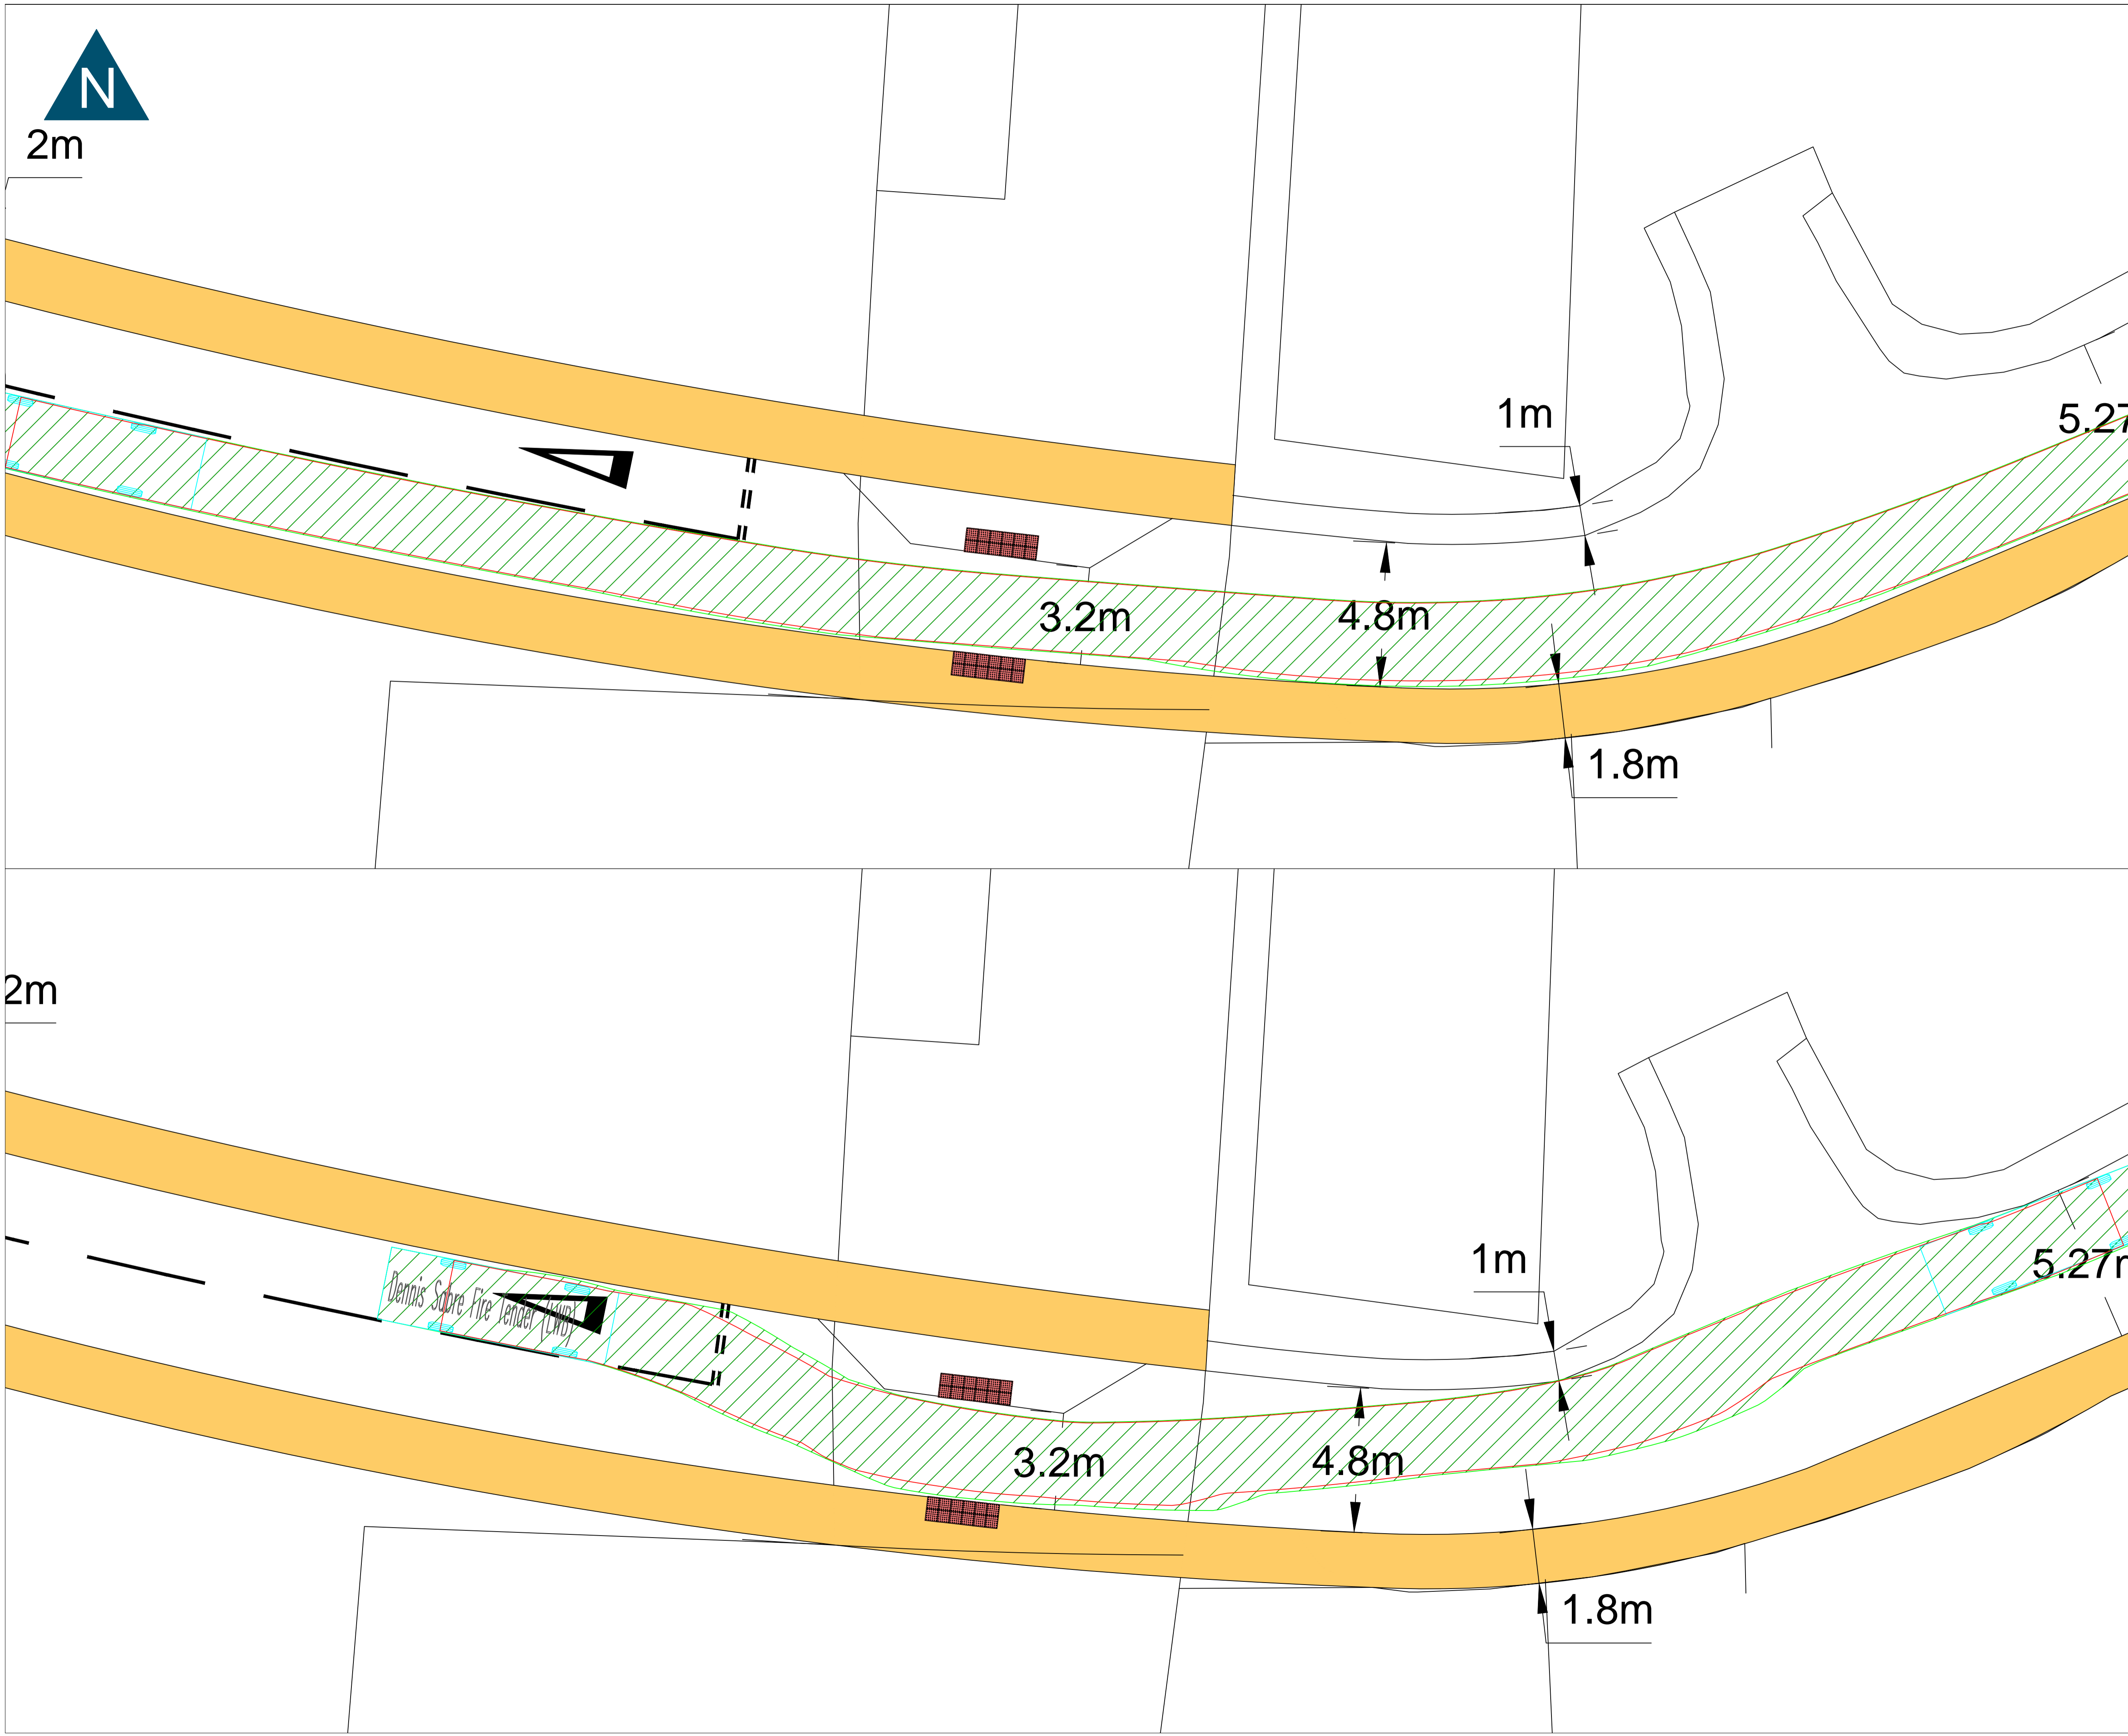 N
2m
1m
5.27
3.2m
4.8m
1.8m
2m
Dennis Sabre Fire Tender (LWB)
1m
5.27m
3.2m
4.8m
1.8m